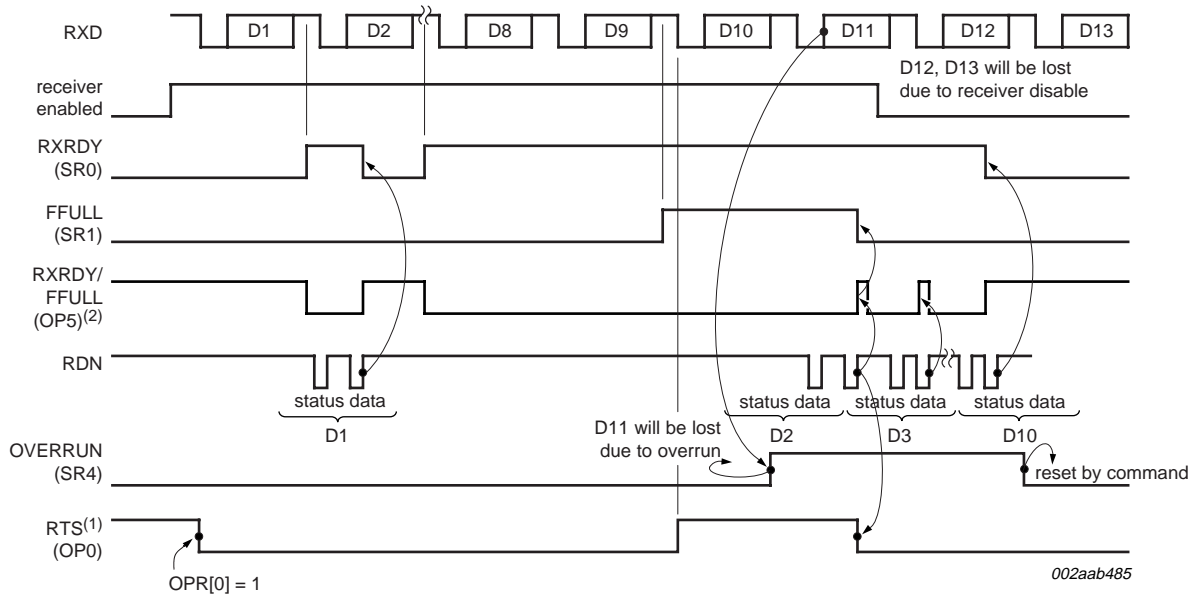 RXD
D1
D2
D8
D9
D10
D11
D12
D13
D12, D13 will be lost
due to receiver disable
receiver
enabled
RXRDY
(SR0)
FFULL
(SR1)
RXRDY/
FFULL
(OP5)(2)
RDN
status data
status data
status data
status data
D1
D2
D3
D10
D11 will be lost
due to overrun
OVERRUN
(SR4)
reset by command
RTS(1)
(OP0)
OPR[0] = 1
002aab485